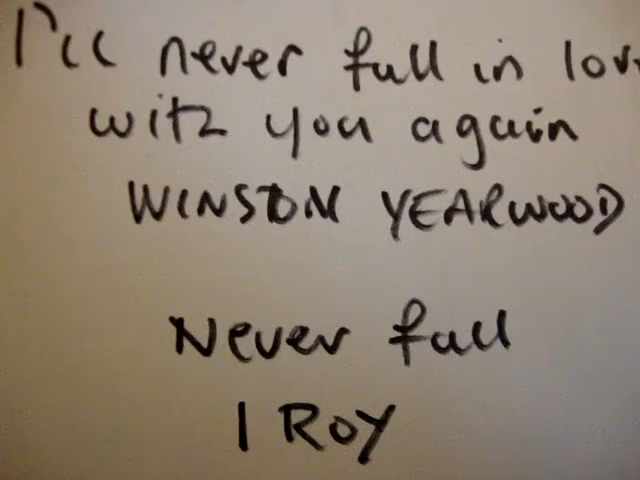 I'll never fall in lov
with you again
WINSTON YEARWOOD
Never fall
I ROY